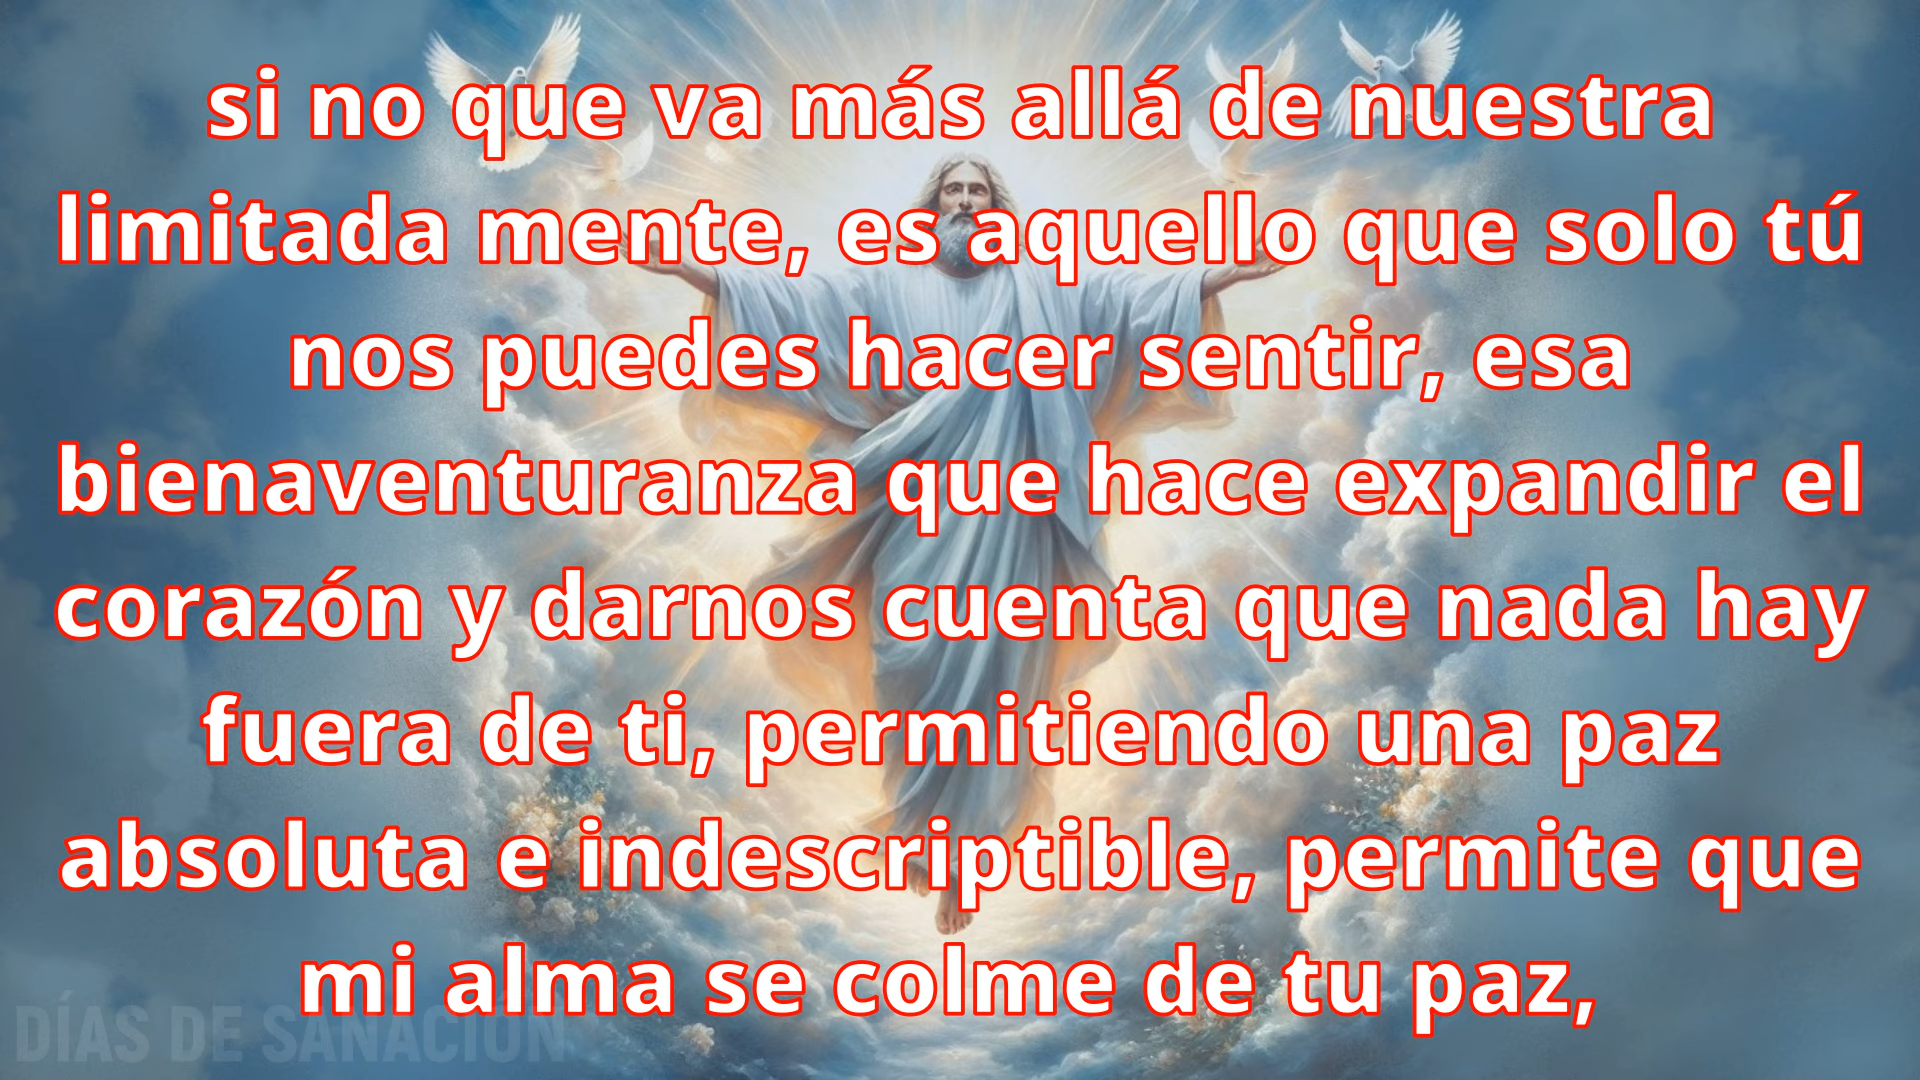 si no que va más allá de nuestra
limitada mente, es aquello que solo tú
nos puedes hacer sentir, esa
bienaventuranza que hace expandir el
corazón y darnos cuenta que nada hay
fuera de ti, permitiendo una paz
absoluta e indescriptible, permite que
mi alma se colme de tu paz,
DÍAS DE SANACIÓN